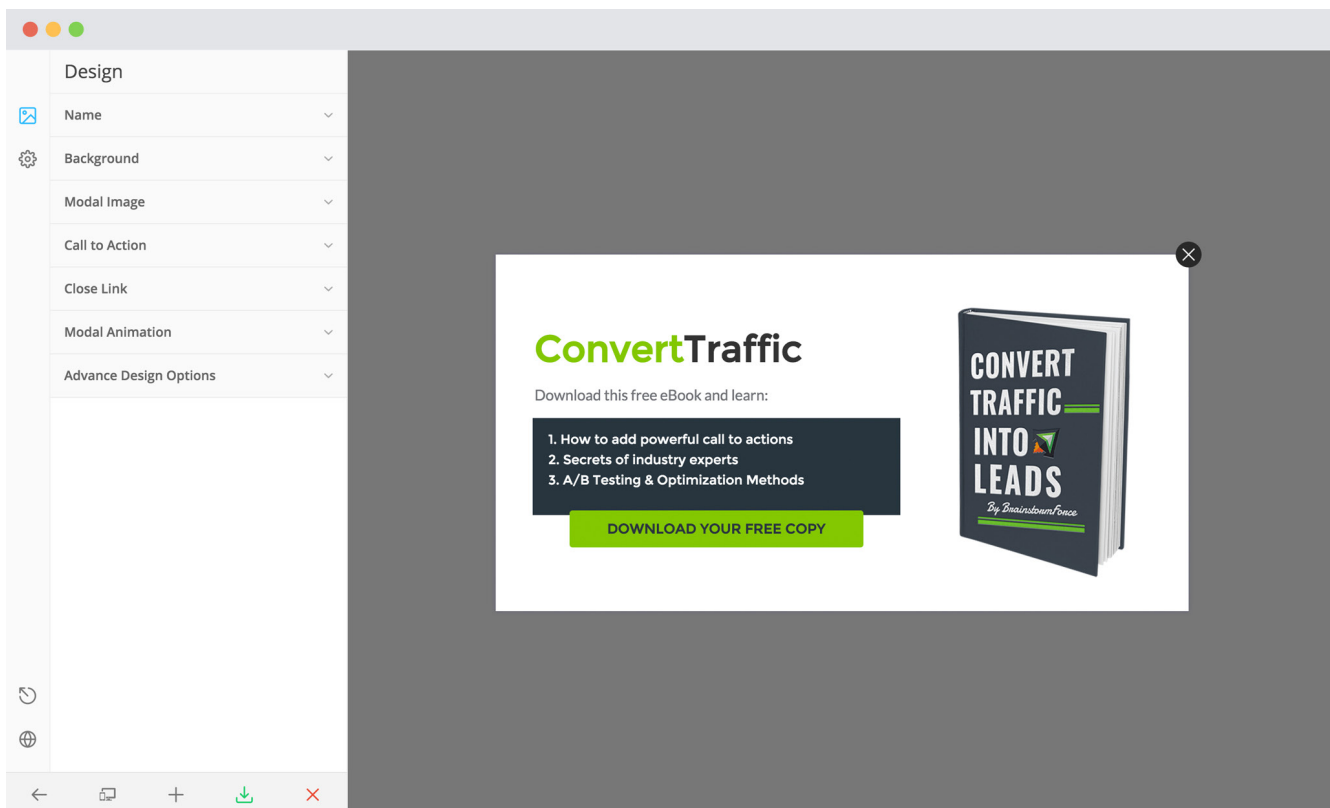 Design
Name
Background
Modal Image
Call to Action
Close Link
Modal Animation
Advance Design Options
ConvertTraffic
Download this free eBook and learn:
1. How to add powerful call to actions
2. Secrets of industry experts
3. A/B Testing & Optimization Methods
DOWNLOAD YOUR FREE COPY
CONVERT
TRAFFIC
INTO
LEADS
By BrainstormForce